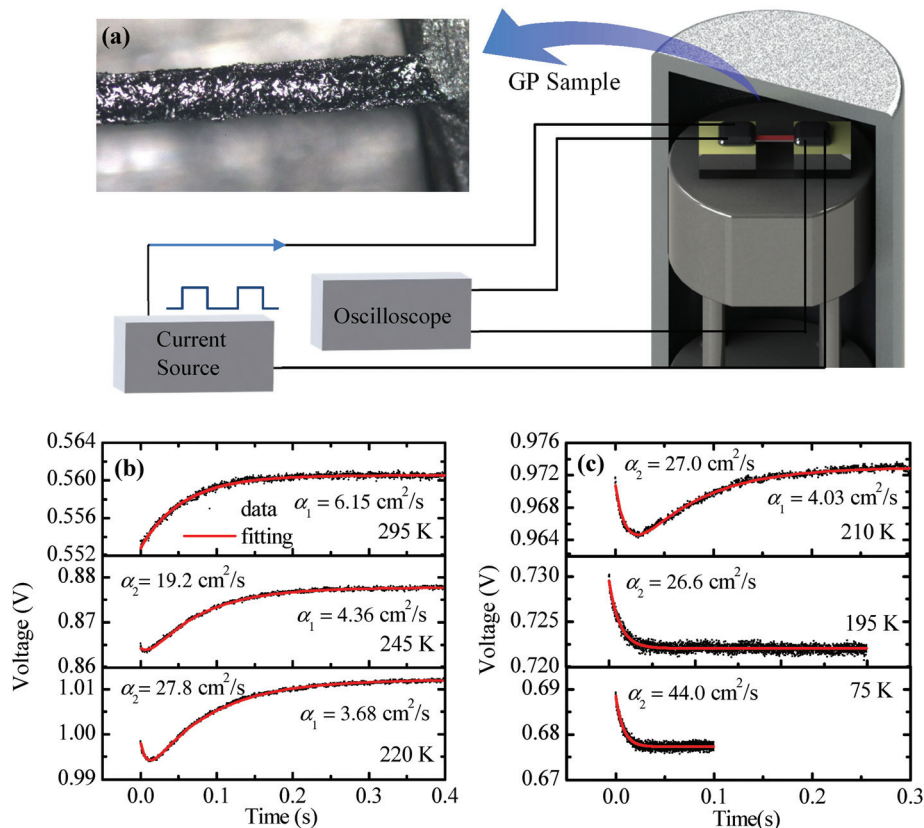 (a)
GP Sample
Oscilloscope
Current
Source
(b)
0.564
0.560
0.556
0.552
α₁ = 6.15 cm²/s
data
fitting
295 K
0.88
0.87
0.86
α₂= 19.2 cm²/s
α₁ = 4.36 cm²/s
245 K
1.01
1.00
0.99
α₂ = 27.8 cm²/s
α₁ = 3.68 cm²/s
220 K
Voltage (V)
0.0 0.1 0.2 0.3 0.4
Time (s)
(c)
0.976
0.972
0.968
0.964
α₂ = 27.0 cm²/s
α₁ = 4.03 cm²/s
210 K
0.730
0.725
0.720
α₂ = 26.6 cm²/s
195 K
0.69
0.68
0.67
α₂ = 44.0 cm²/s
75 K
Voltage (V)
0.0 0.1 0.2 0.3
Time(s)